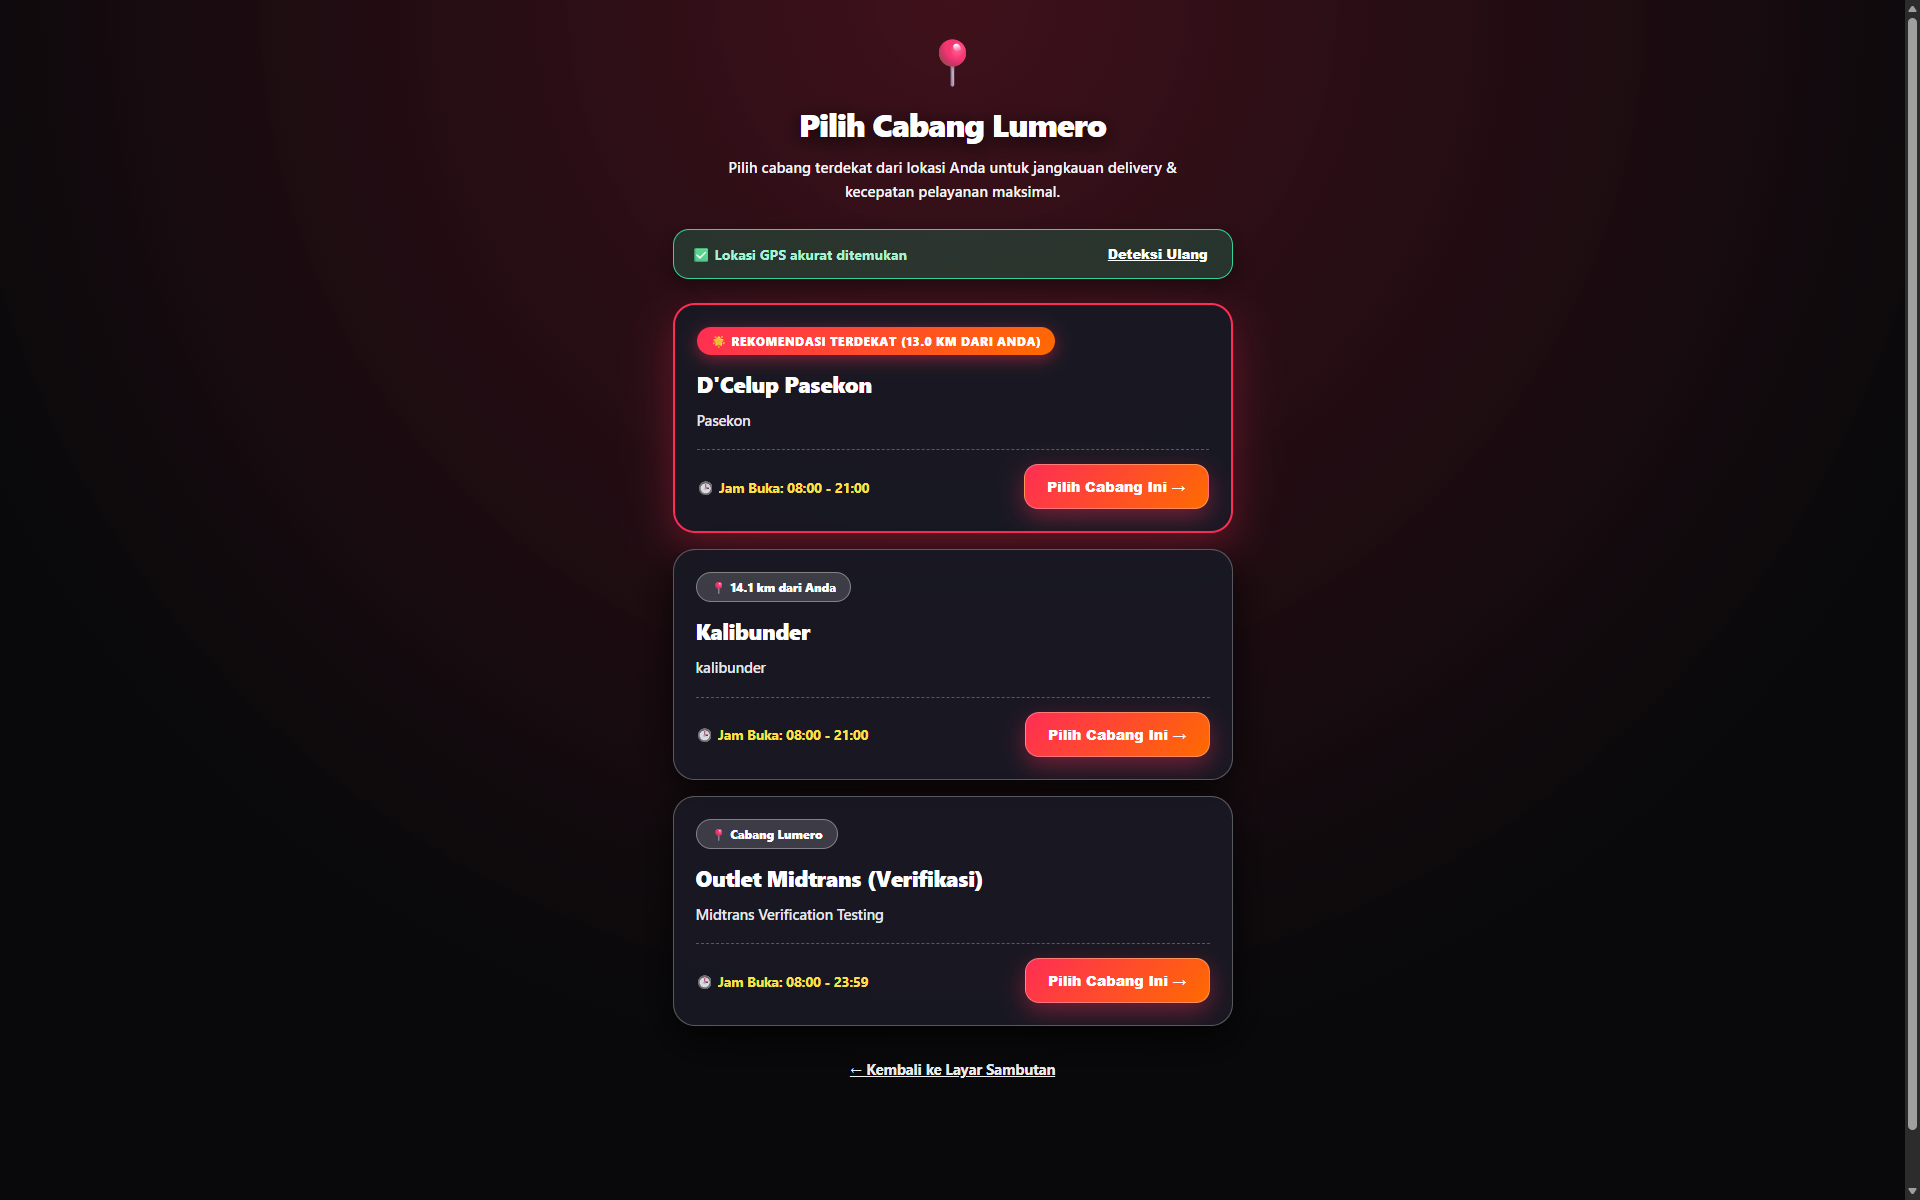 Pilih Cabang Lumero
Pilih cabang terdekat dari lokasi Anda untuk jangkauan delivery &
kecepatan pelayanan maksimal.
✅ Lokasi GPS akurat ditemukan
Deteksi Ulang
🌟 REKOMENDASI TERDEKAT (13.0 KM DARI ANDA)
D'Celup Pasekon
Pasekon
🕒 Jam Buka: 08:00 - 21:00
Pilih Cabang Ini →
📍 14.1 km dari Anda
Kalibunder
kalibunder
🕒 Jam Buka: 08:00 - 21:00
Pilih Cabang Ini →
📍 Cabang Lumero
Outlet Midtrans (Verifikasi)
Midtrans Verification Testing
🕒 Jam Buka: 08:00 - 23:59
Pilih Cabang Ini →
← Kembali ke Layar Sambutan